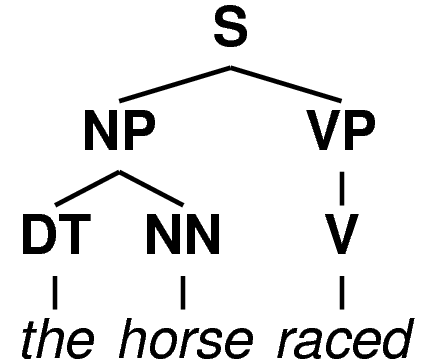 S
NP VP
DT NN V
the horse raced